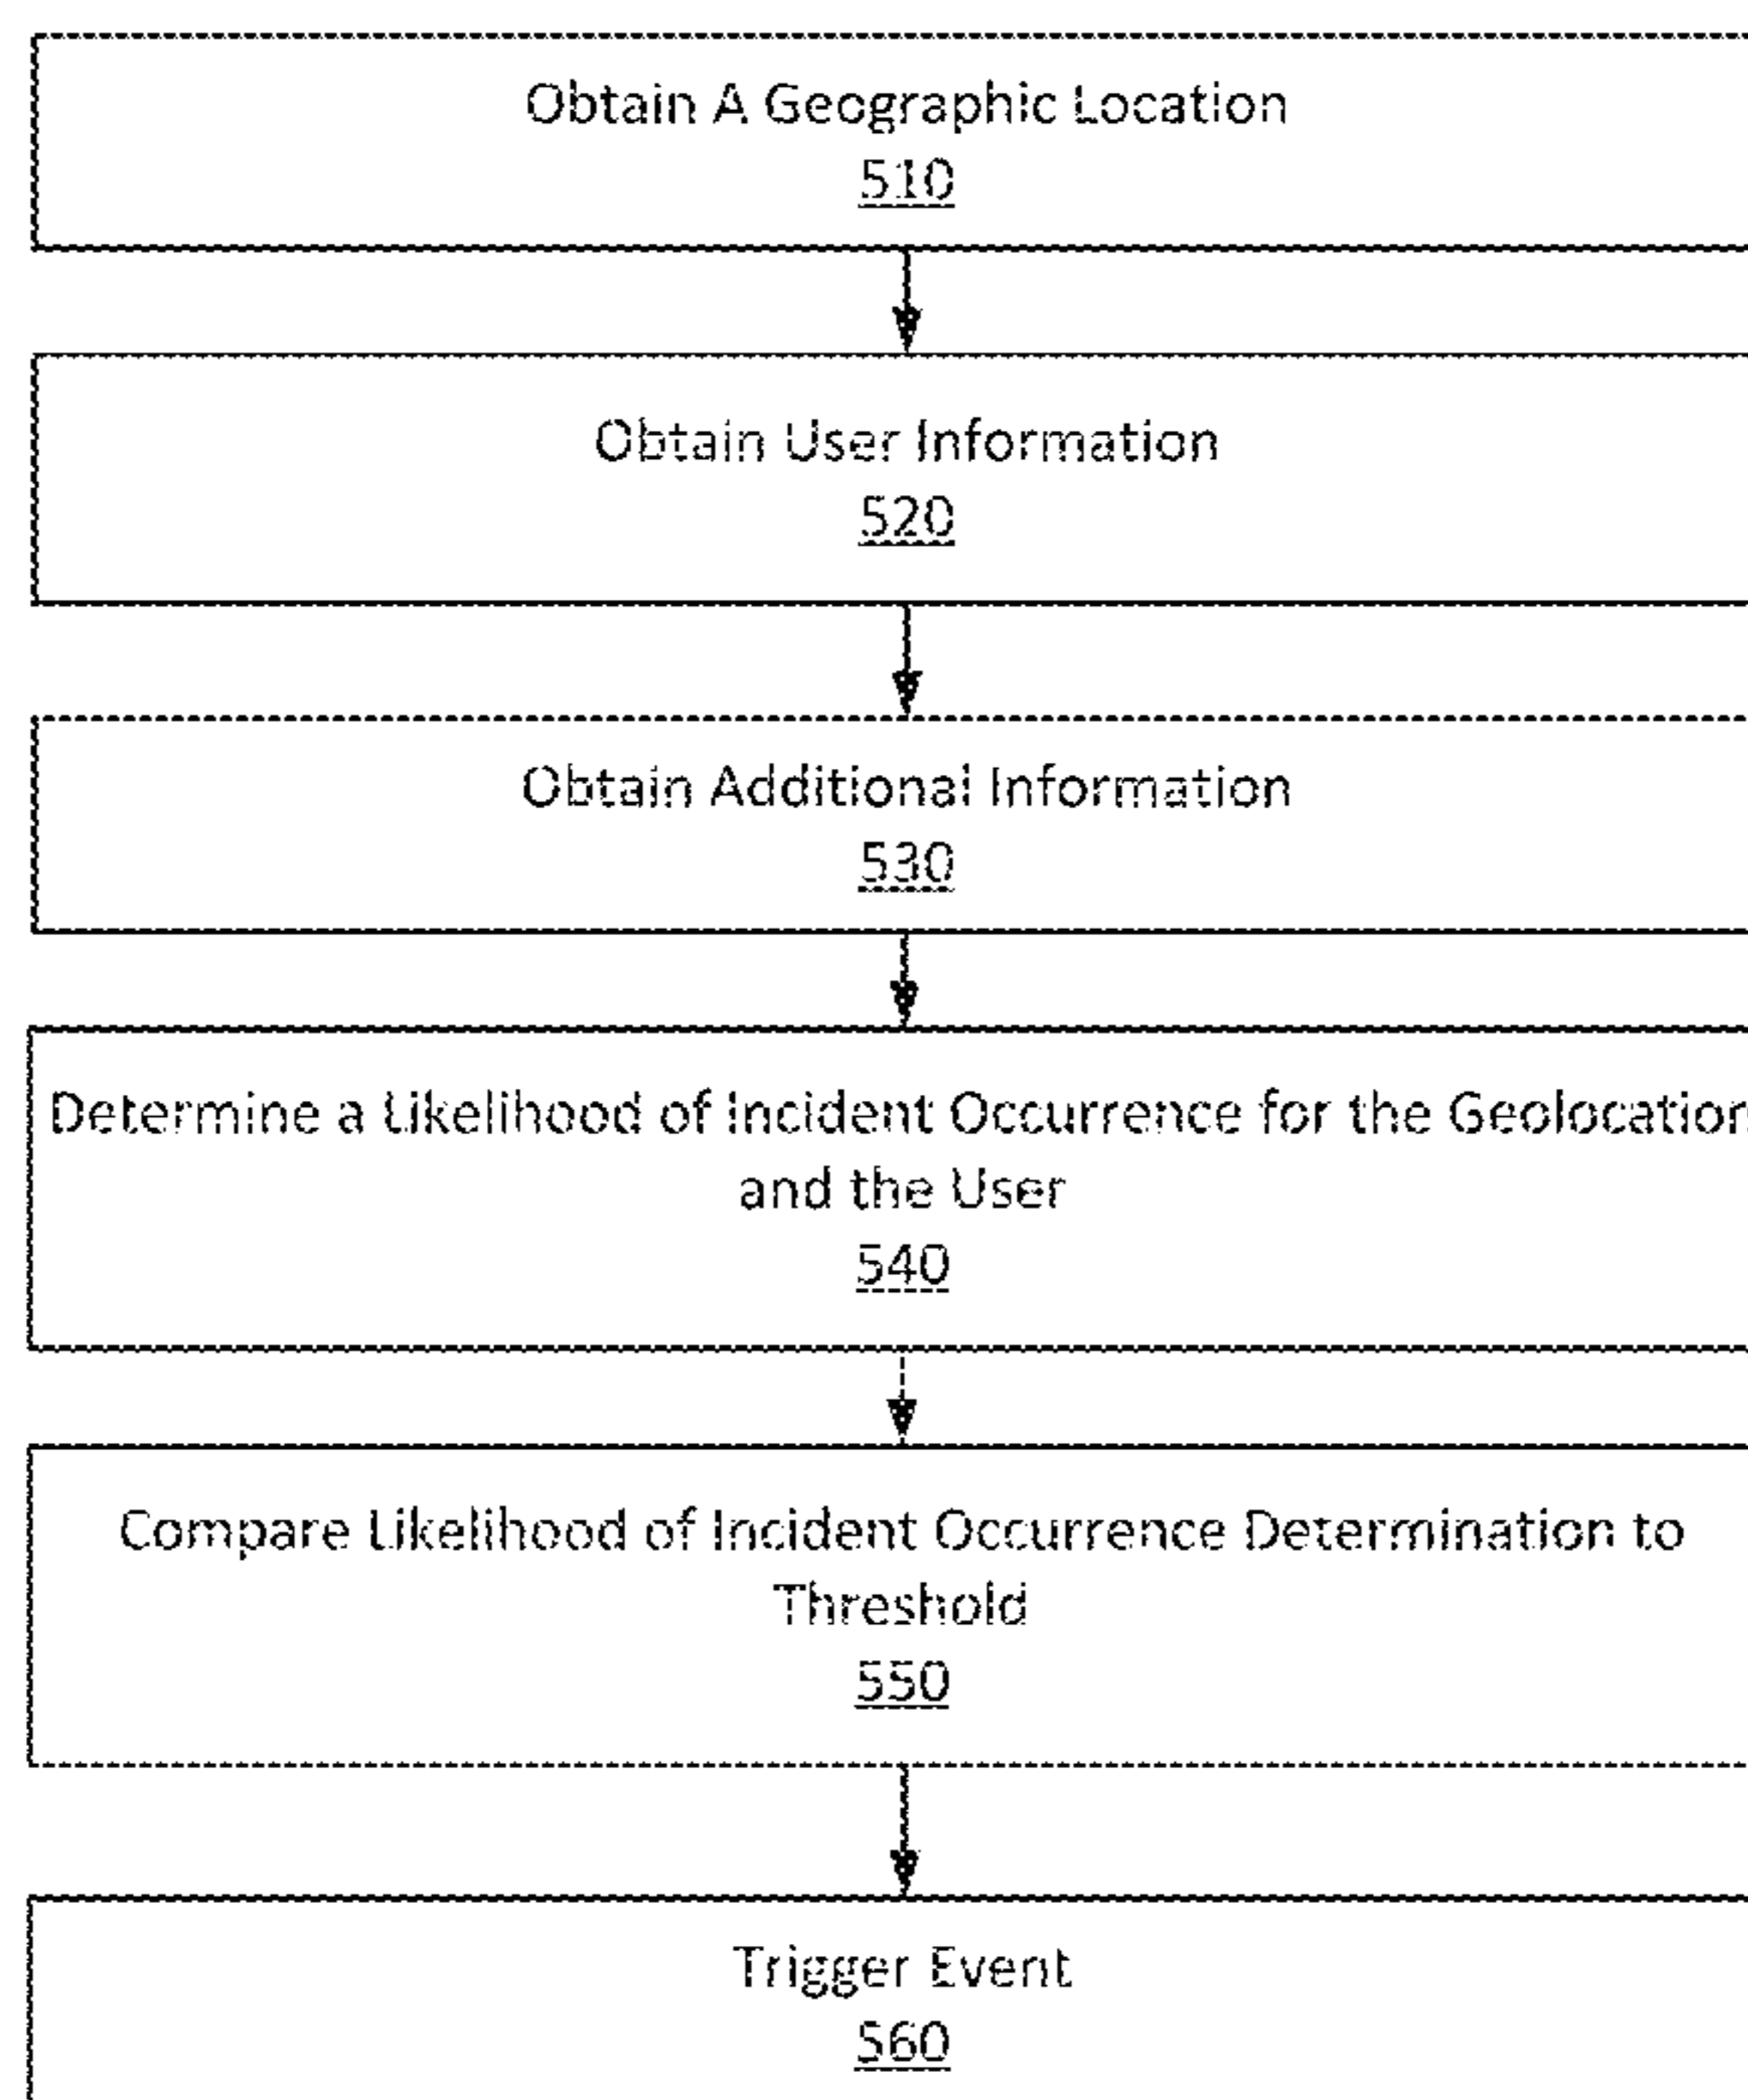 Obtain A Geographic Location
510
Obtain User Information
520
Obtain Additional Information
530
Determine a Likelihood of Incident Occurrence for the Geolocation
and the User
540
Compare Likelihood of Incident Occurrence Determination to
Threshold
550
Trigger Event
560